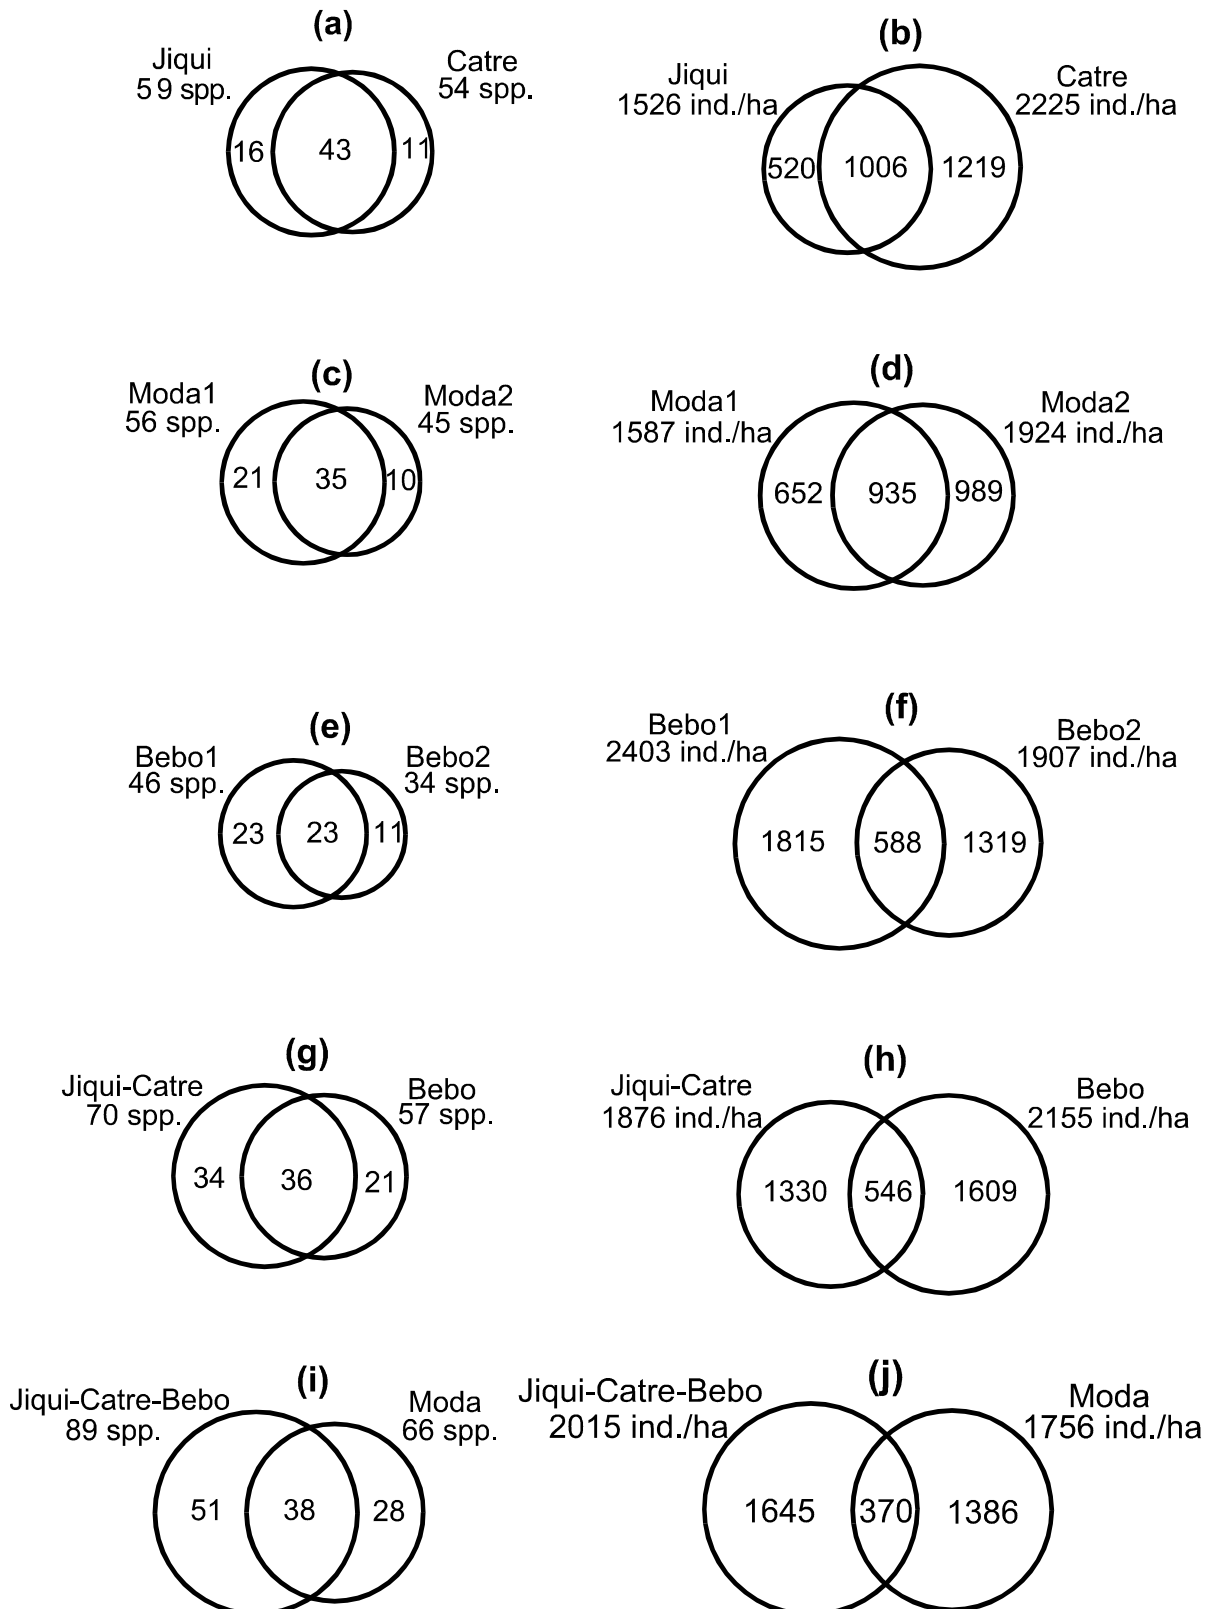 (a)
Jiqui
59 spp.
Catre
54 spp.
16
43
11
(b)
Jiqui
1526 ind./ha
Catre
2225 ind./ha
520
1006
1219
(c)
Moda1
56 spp.
Moda2
45 spp.
21
35
10
(d)
Moda1
1587 ind./ha
Moda2
1924 ind./ha
652
935
989
(e)
Bebo1
46 spp.
Bebo2
34 spp.
23
23
11
(f)
Bebo1
2403 ind./ha
Bebo2
1907 ind./ha
1815
588
1319
(g)
Jiqui-Catre
70 spp.
Bebo
57 spp.
34
36
21
(h)
Jiqui-Catre
1876 ind./ha
Bebo
2155 ind./ha
1330
546
1609
(i)
Jiqui-Catre-Bebo
89 spp.
Moda
66 spp.
51
38
28
(j)
Jiqui-Catre-Bebo
2015 ind./ha
Moda
1756 ind./ha
1645
370
1386